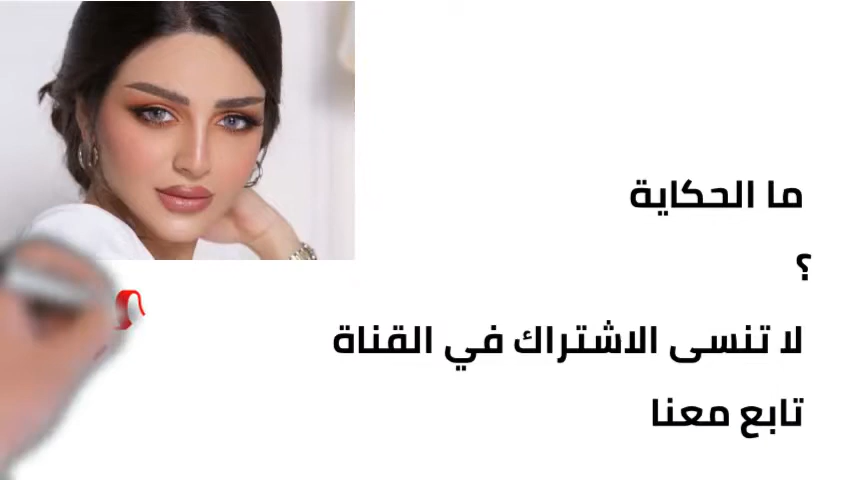 ما الحكاية
؟
لا تنسى الاشتراك في القناة
تابع معنا